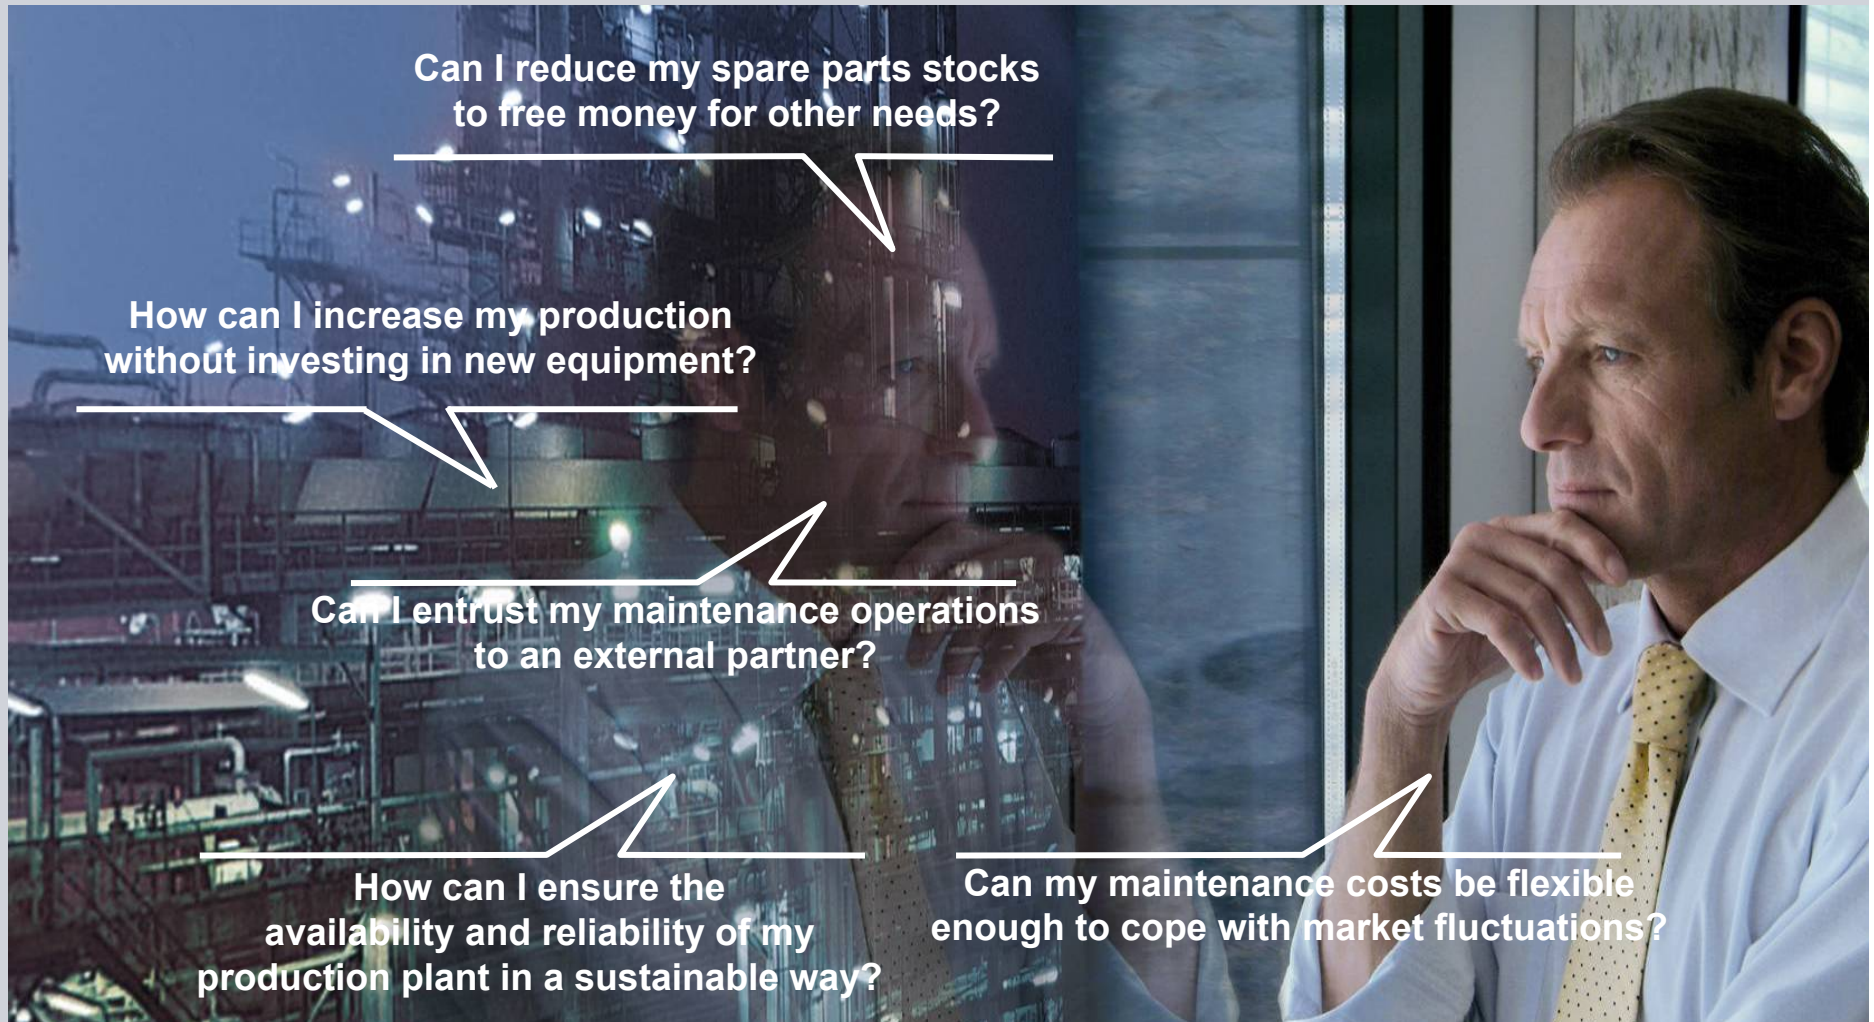 Can I reduce my spare parts stocks
to free money for other needs?
How can I increase my production
without investing in new equipment?
Can I entrust my maintenance operations
to an external partner?
How can I ensure the
availability and reliability of my
production plant in a sustainable way?
Can my maintenance costs be flexible
enough to cope with market fluctuations?